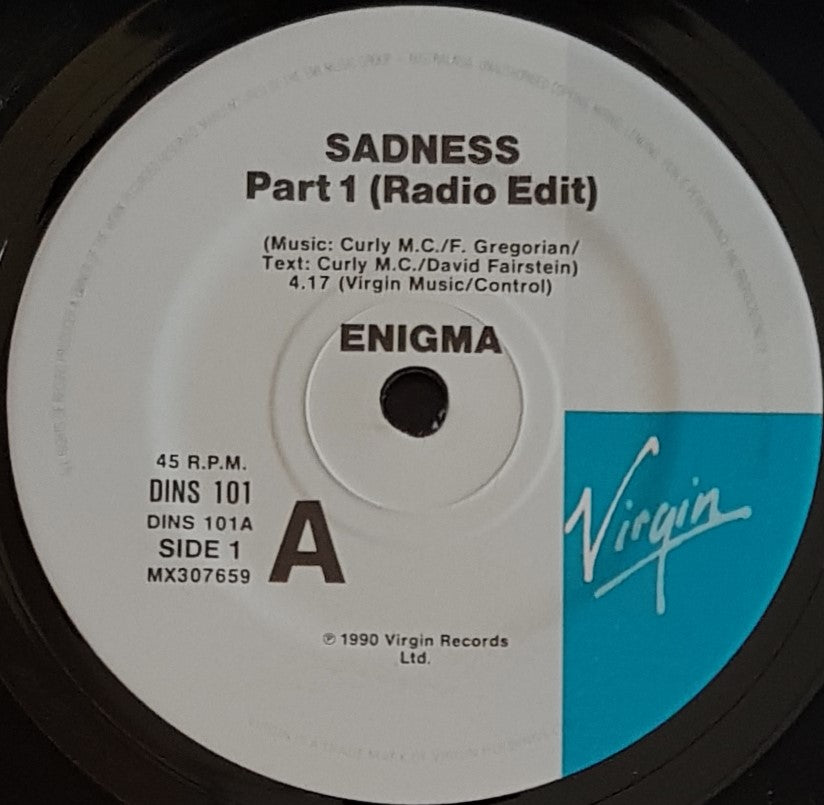 SADNESS
Part 1 (Radio Edit)
(Music: Curly M.C./F. Gregorian/
Text: Curly M.C./David Fairstein)
4.17 (Virgin Music/Control)
ENIGMA
45 R.P.M.
DINS 101
DINS 101A
SIDE 1
MX307659
A
Virgin
℗ 1990 Virgin Records
Ltd.